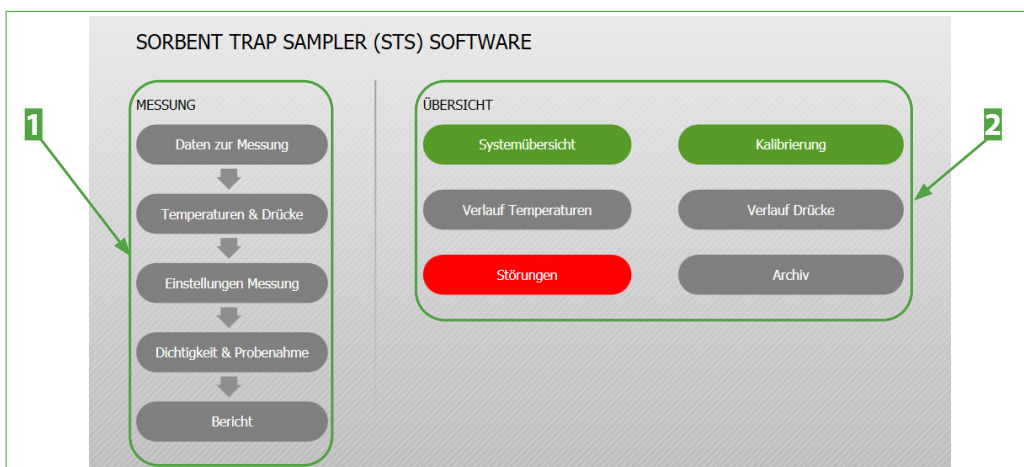 SORBENT TRAP SAMPLER (STS) SOFTWARE
1
MESSUNG
Daten zur Messung
Temperaturen & Drücke
Einstellungen Messung
Dichtigkeit & Probenahme
Bericht
2
ÜBERSICHT
Systemübersicht
Kalibrierung
Verlauf Temperaturen
Verlauf Drücke
Störungen
Archiv